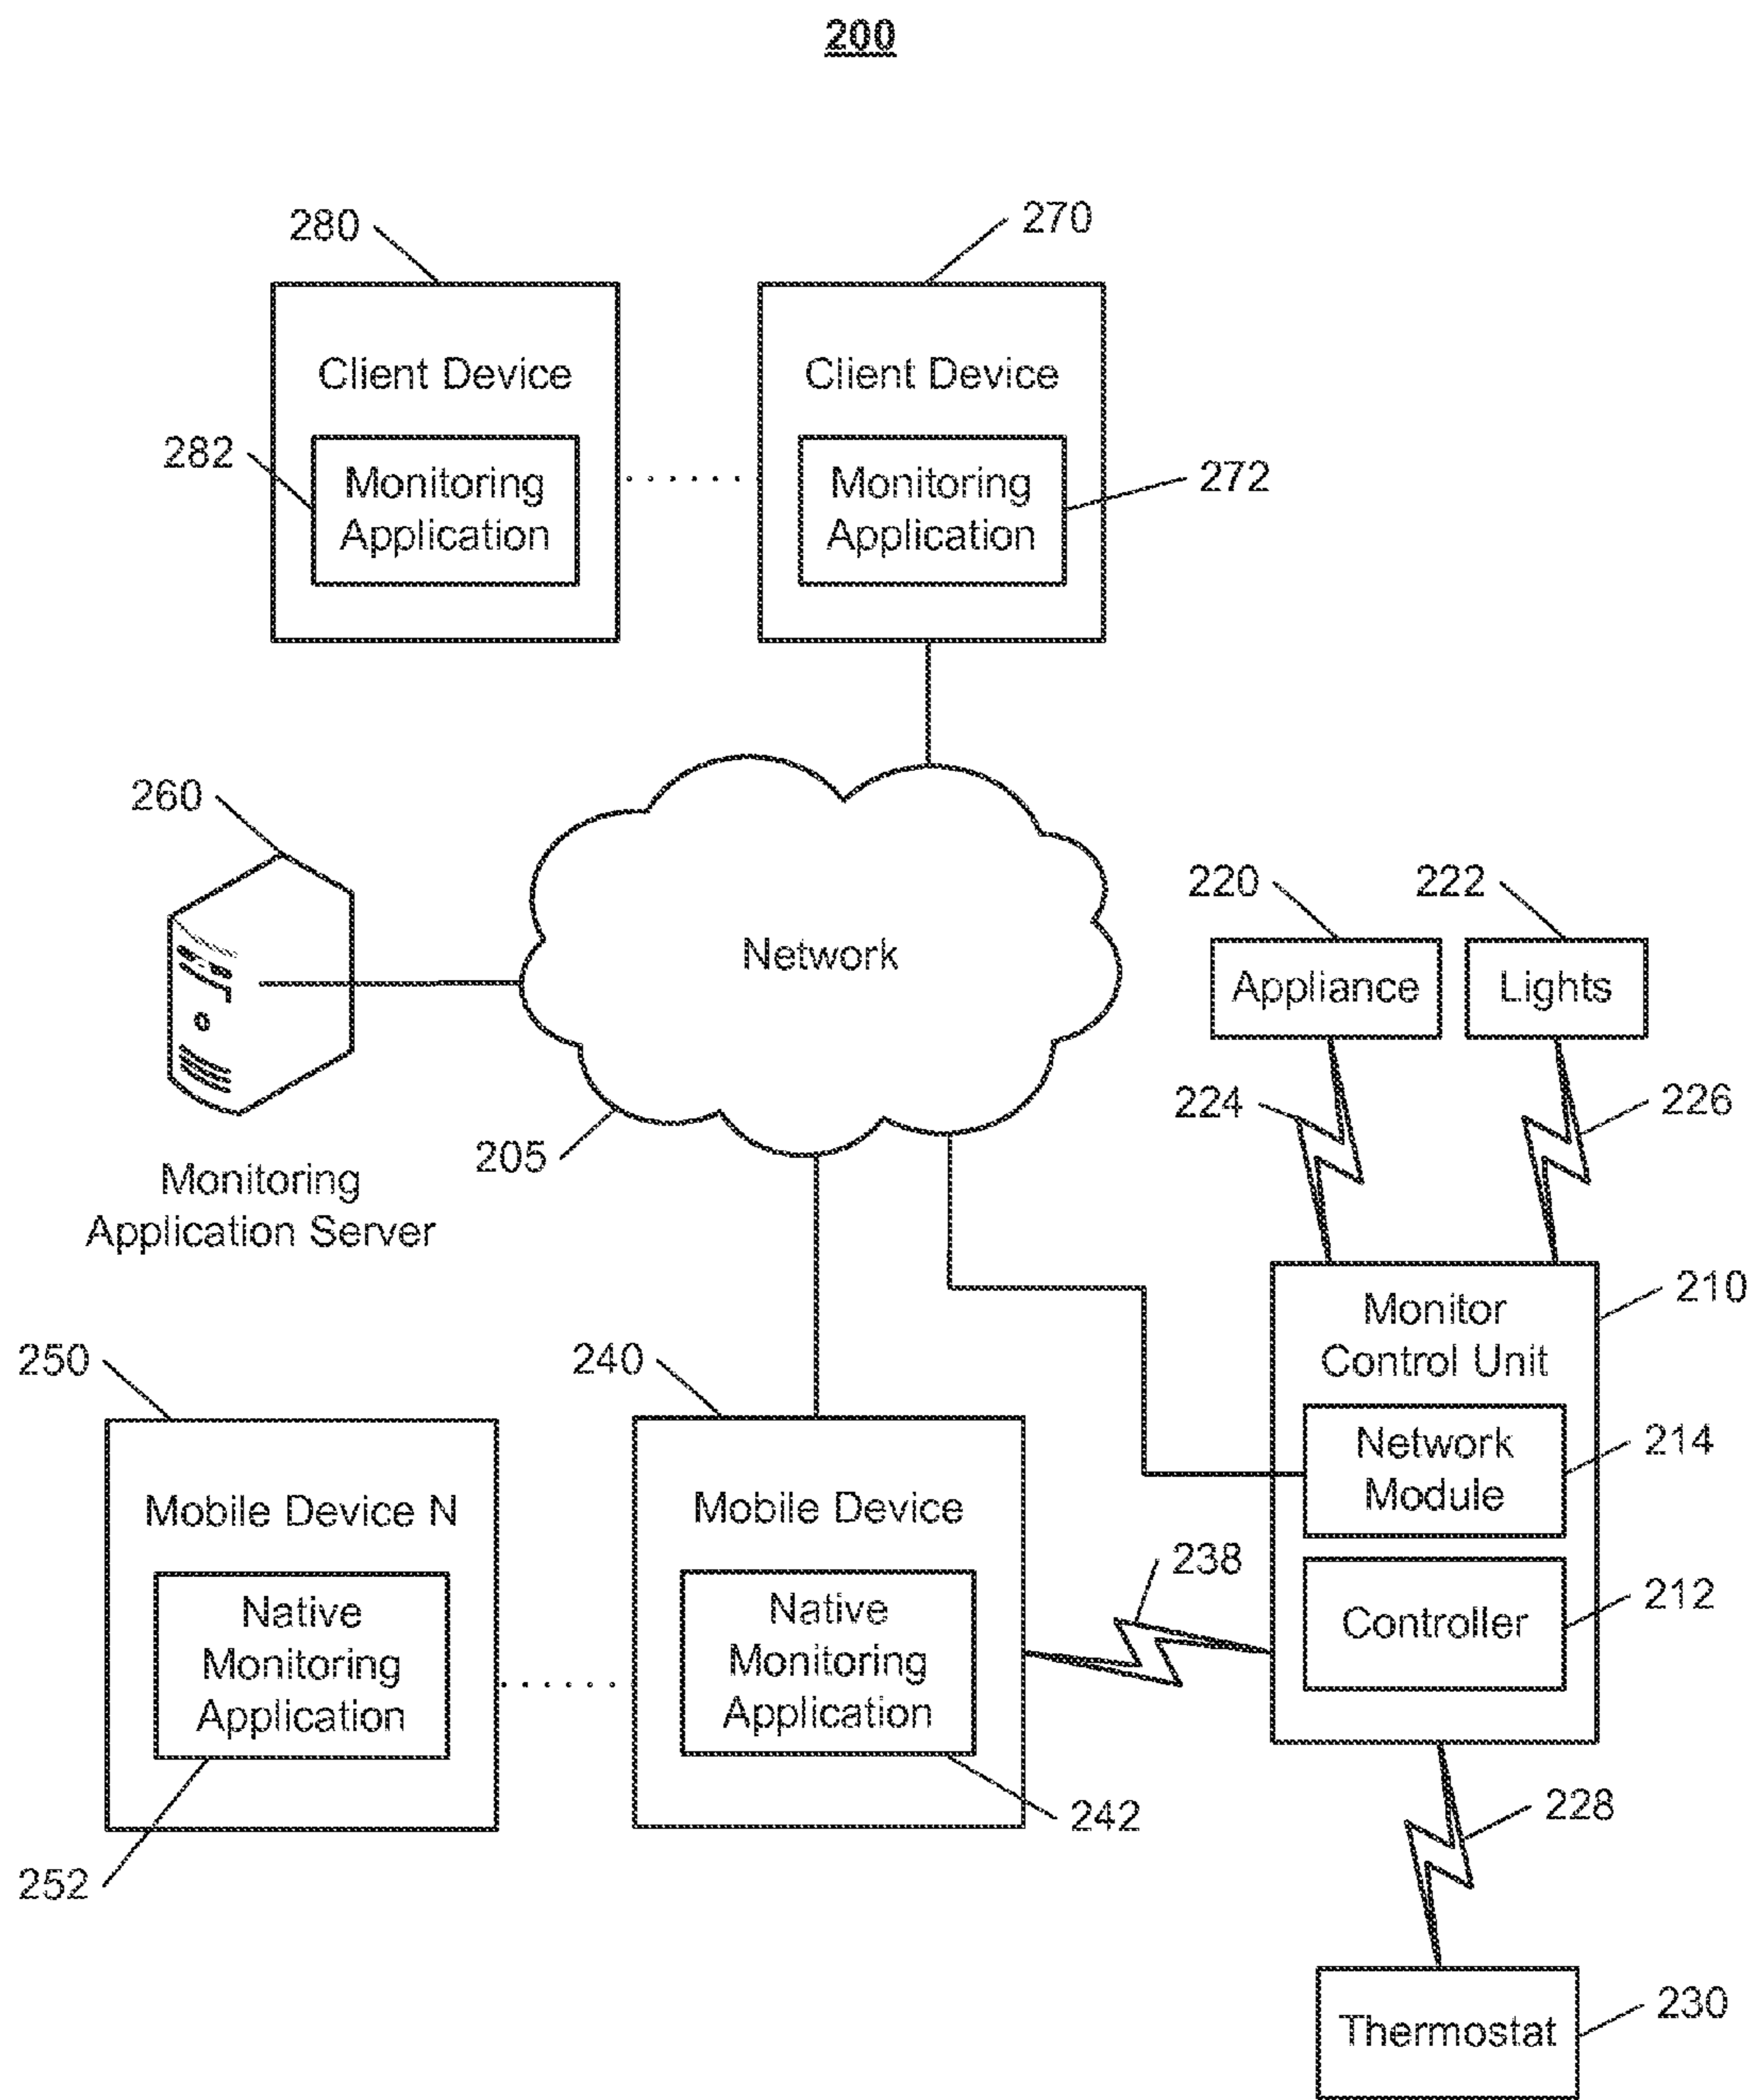 200
280
270
Client Device
Client Device
282
Monitoring
Application
Monitoring
Application
272
260
Network
220
222
Appliance
Lights
224
226
205
Monitoring
Application Server
210
Monitor
Control Unit
250
240
Network
Module
214
Mobile Device N
Mobile Device
238
Controller
212
Native
Monitoring
Application
Native
Monitoring
Application
252
242
228
Thermostat
230